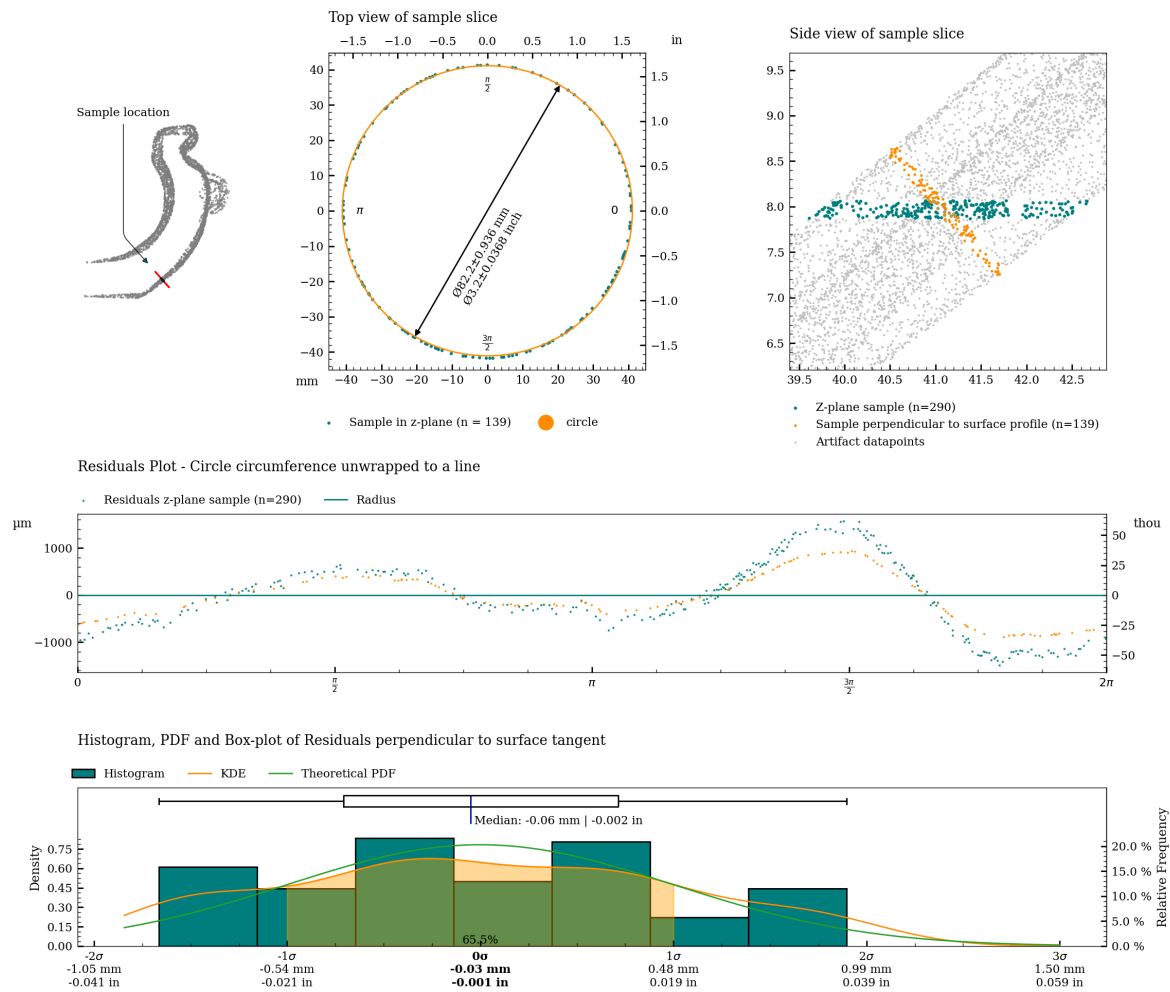 Top view of sample slice
−1.5 −1.0 −0.5 0.0 0.5 1.0 1.5 in
Side view of sample slice
Sample location
40
30
20
10
0
−10
−20
−30
−40
1.5
1.0
0.5
0.0
−0.5
−1.0
−1.5
π/2
π
0
3π/2
Ø82.2±0.936 mm
Ø3.2±0.0368 inch
mm −40 −30 −20 −10 0 10 20 30 40
9.5
9.0
8.5
8.0
7.5
7.0
6.5
39.5 40.0 40.5 41.0 41.5 42.0 42.5
Sample in z-plane (n = 139) circle
Z-plane sample (n=290)
Sample perpendicular to surface profile (n=139)
Artifact datapoints
Residuals Plot - Circle circumference unwrapped to a line
Residuals z-plane sample (n=290) Radius
µm
thou
1000
0
−1000
50
25
0
−25
−50
0 π/2 π 3π/2 2π
Histogram, PDF and Box-plot of Residuals perpendicular to surface tangent
Histogram KDE Theoretical PDF
Median: -0.06 mm | -0.002 in
Density
0.75
0.60
0.45
0.30
0.15
0.00
20.0 %
15.0 %
10.0 %
5.0 %
0.0 %
Relative Frequency
65.5%
-2σ -1σ 0σ 1σ 2σ 3σ
-1.05 mm -0.54 mm -0.03 mm 0.48 mm 0.99 mm 1.50 mm
-0.041 in -0.021 in -0.001 in 0.019 in 0.039 in 0.059 in